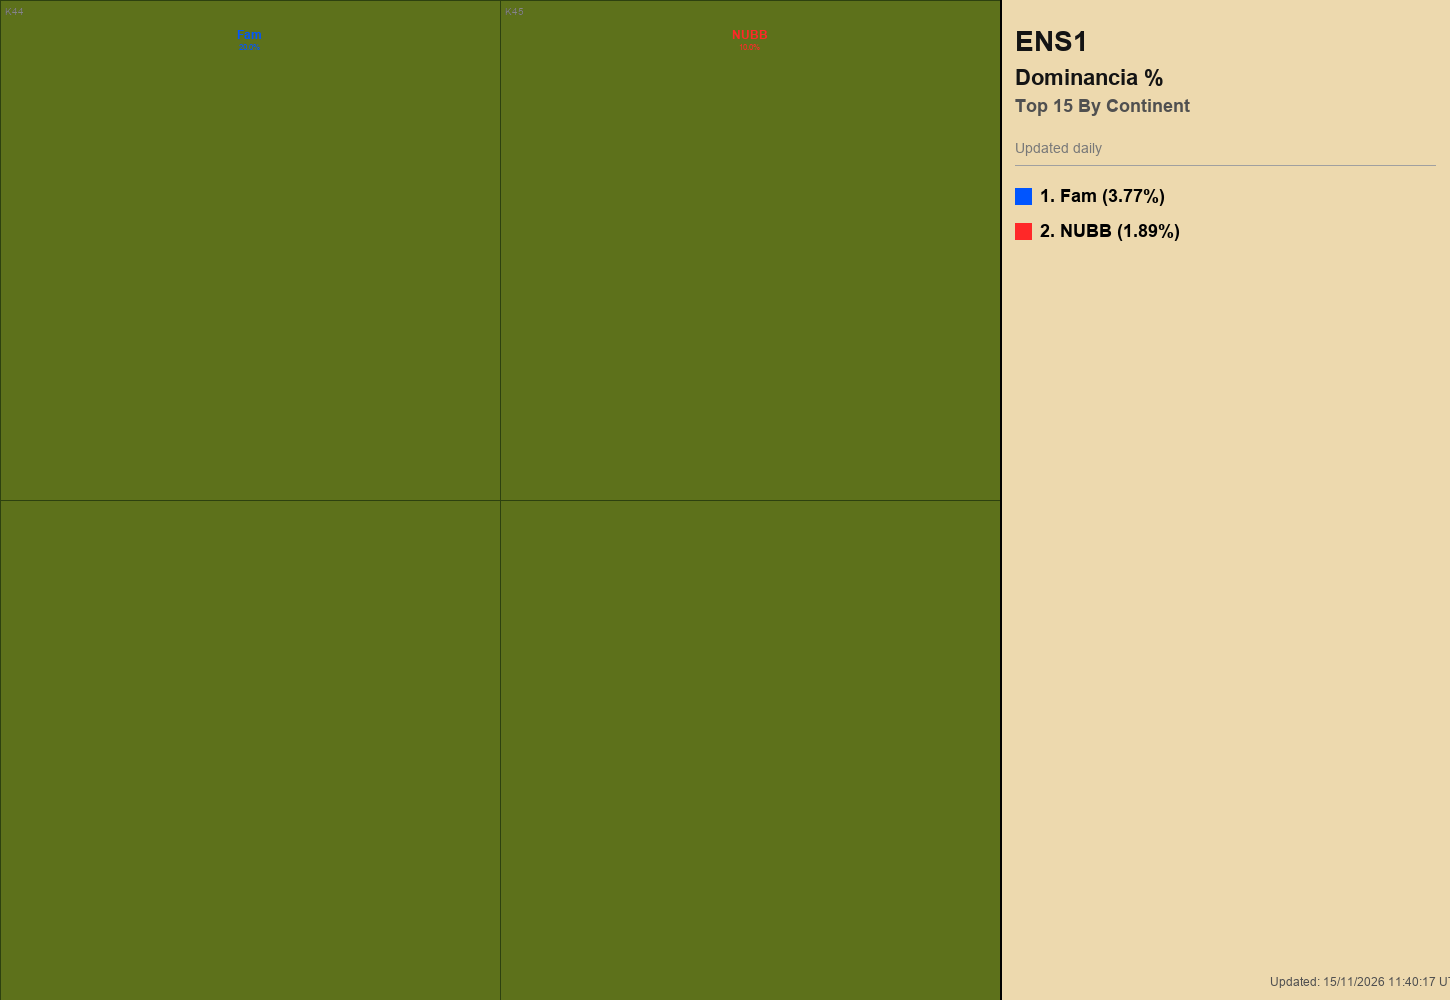 K44
K45
Fam
NUBB
ENS1
Dominancia %
Top 15 By Continent
Updated daily
1. Fam (3.77%)
2. NUBB (1.89%)
Updated: 15/11/2026 11:40:17 UT